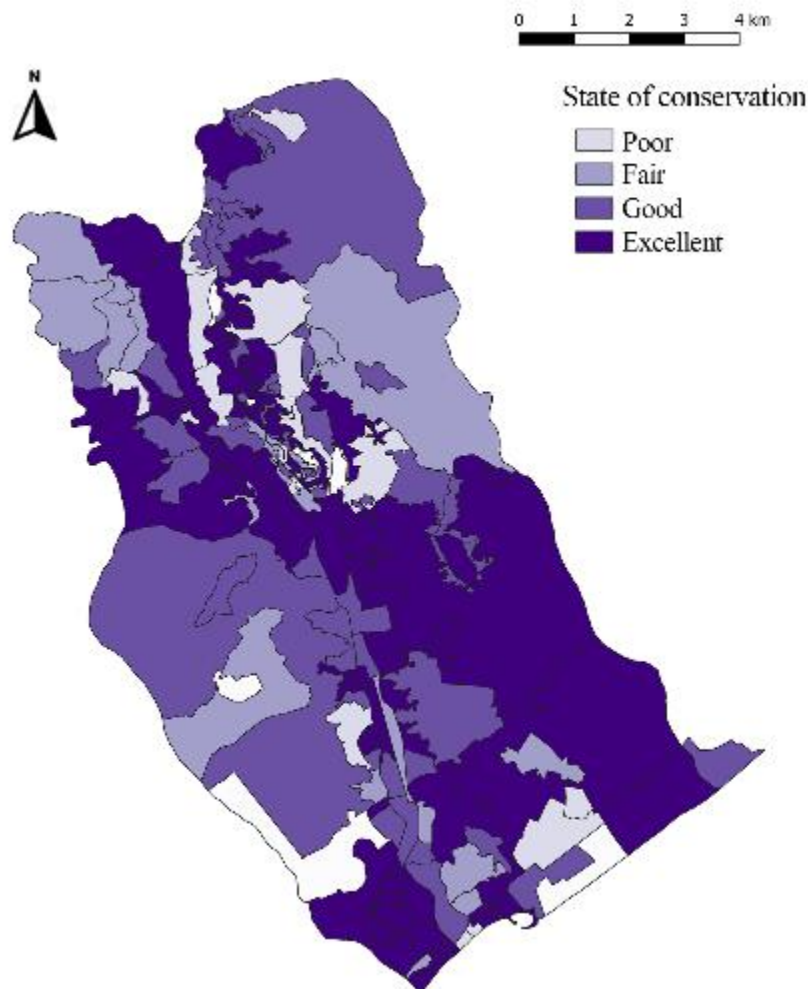 0 1 2 3 4 km
N
State of conservation
Poor
Fair
Good
Excellent